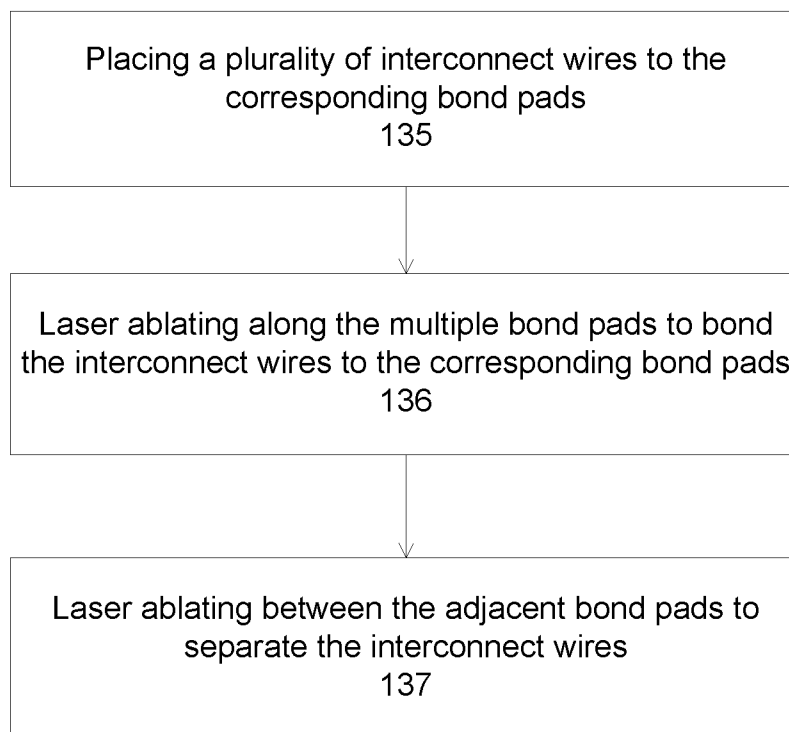 Placing a plurality of interconnect wires to the
corresponding bond pads
135
Laser ablating along the multiple bond pads to bond
the interconnect wires to the corresponding bond pads
136
Laser ablating between the adjacent bond pads to
separate the interconnect wires
137